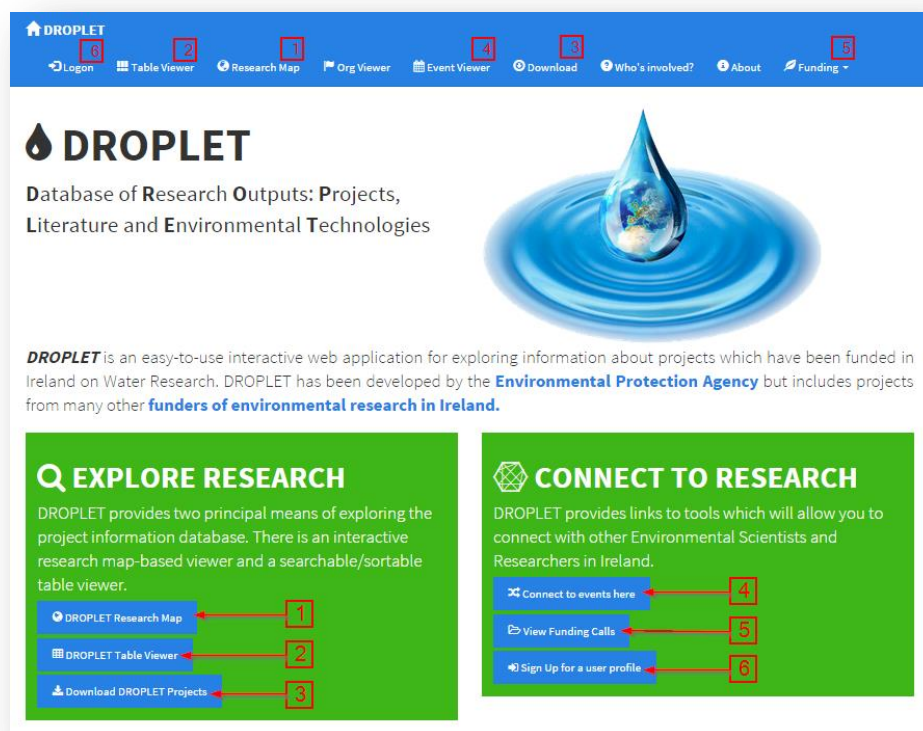 DROPLET
6 2 1 4 3 5
Logon Table Viewer Research Map Org Viewer Event Viewer Download Who's involved? About Funding
DROPLET
Database of Research Outputs: Projects,
Literature and Environmental Technologies
DROPLET is an easy-to-use interactive web application for exploring information about projects which have been funded in
Ireland on Water Research. DROPLET has been developed by the Environmental Protection Agency but includes projects
from many other funders of environmental research in Ireland.
EXPLORE RESEARCH
DROPLET provides two principal means of exploring the
project information database. There is an interactive
research map-based viewer and a searchable/sortable
table viewer.
DROPLET Research Map 1
DROPLET Table Viewer 2
Download DROPLET Projects 3
CONNECT TO RESEARCH
DROPLET provides links to tools which will allow you to
connect with other Environmental Scientists and
Researchers in Ireland.
Connect to events here 4
View Funding Calls 5
Sign Up for a user profile 6